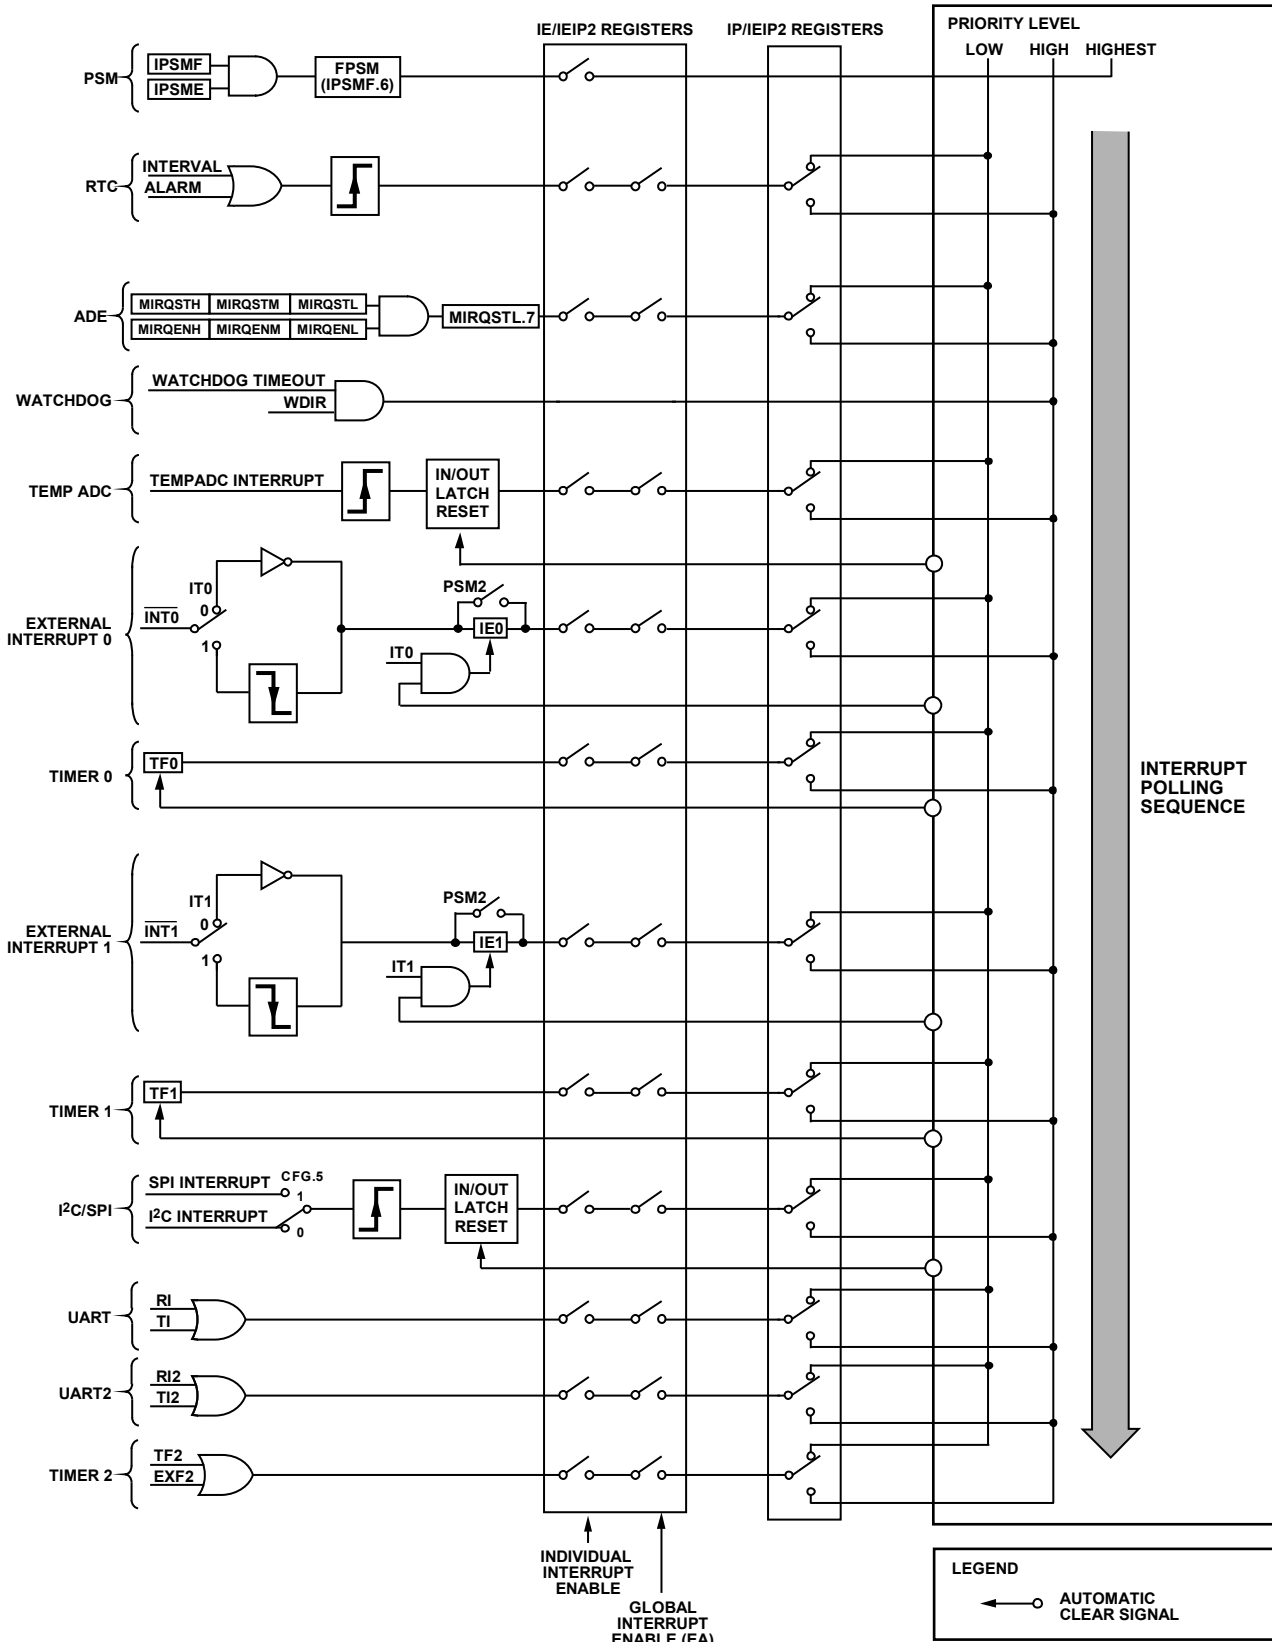 IE/IEIP2 REGISTERS
IP/IEIP2 REGISTERS
PRIORITY LEVEL
LOW HIGH HIGHEST
PSM
IPSMF
IPSME
FPSM
(IPSMF.6)
RTC
INTERVAL
ALARM
ADE
MIRQSTH MIRQSTM MIRQSTL
MIRQENH MIRQENM MIRQENL
MIRQSTL.7
WATCHDOG
WATCHDOG TIMEOUT
WDIR
TEMP ADC
TEMPADC INTERRUPT
IN/OUT
LATCH
RESET
EXTERNAL
INTERRUPT 0
INT0
IT0
0
1
PSM2
IE0
IT0
TIMER 0
TF0
INTERRUPT
POLLING
SEQUENCE
EXTERNAL
INTERRUPT 1
INT1
IT1
0
1
PSM2
IE1
IT1
TIMER 1
TF1
I2C/SPI
SPI INTERRUPT
I2C INTERRUPT
CFG.5
1
0
IN/OUT
LATCH
RESET
UART
RI
TI
UART2
RI2
TI2
TIMER 2
TF2
EXF2
INDIVIDUAL
INTERRUPT
ENABLE
GLOBAL
INTERRUPT
ENABLE (EA)
LEGEND
AUTOMATIC
CLEAR SIGNAL